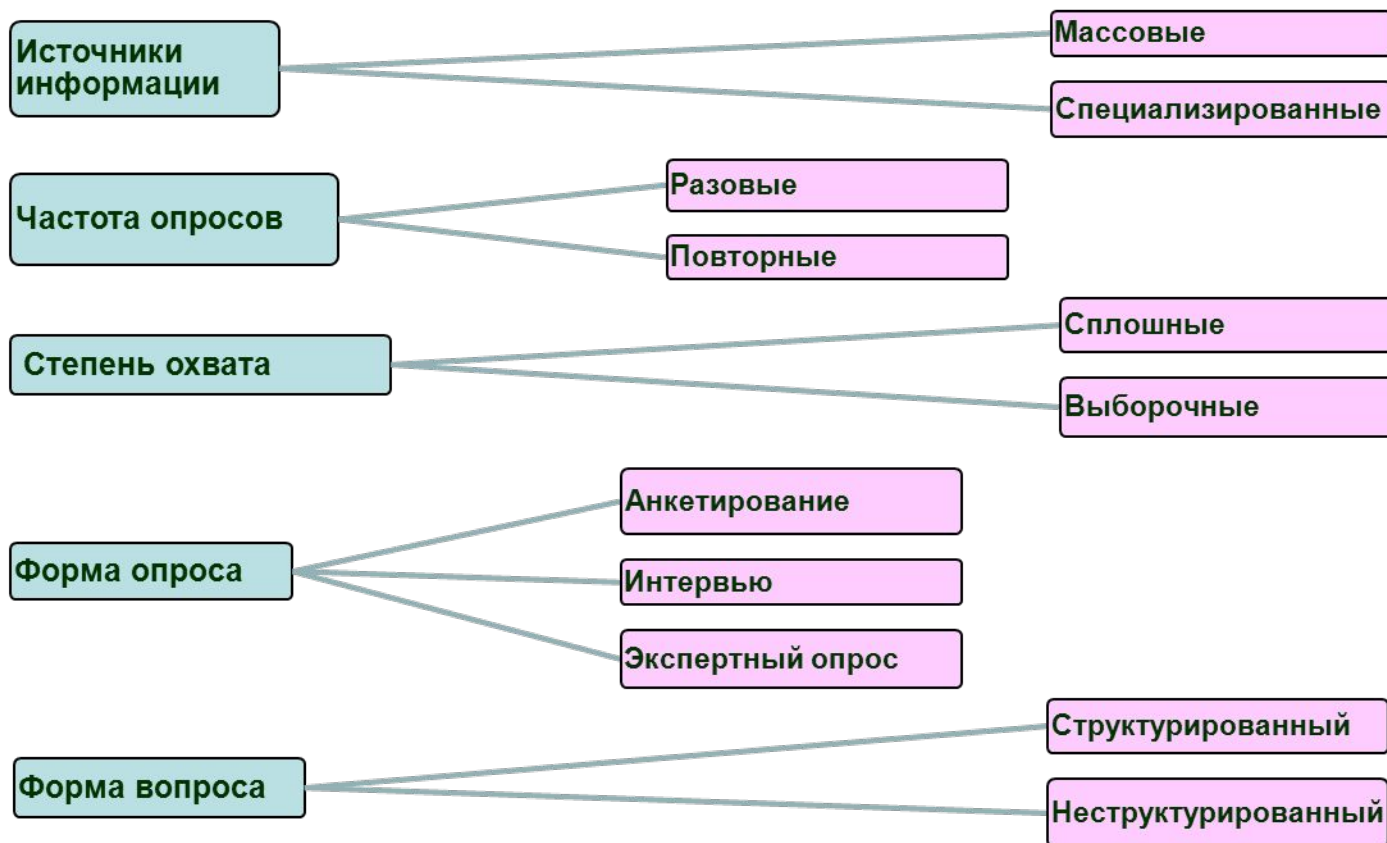 Источники
информации
Массовые
Специализированные
Частота опросов
Разовые
Повторные
Степень охвата
Сплошные
Выборочные
Форма опроса
Анкетирование
Интервью
Экспертный опрос
Форма вопроса
Структурированный
Неструктурированный